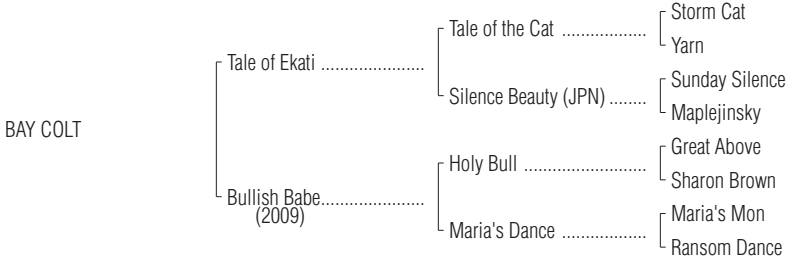 Storm Cat
Tale of the Cat ..................
Yarn
Tale of Ekati ......................
Sunday Silence
Silence Beauty (JPN) ........
Maplejinsky
BAY COLT
Great Above
Holy Bull ..........................
Sharon Brown
Bullish Babe......................
(2009)
Maria's Mon
Maria's Dance ..................
Ransom Dance